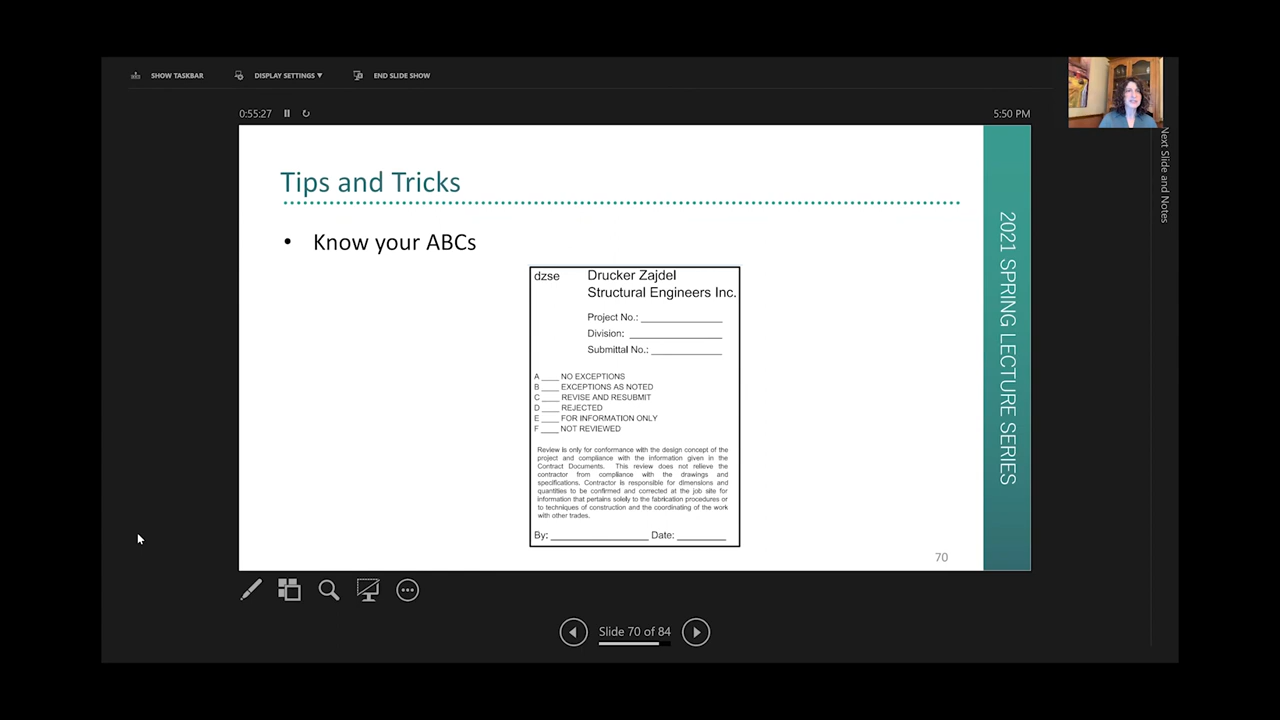 SHOW TASKBAR
DISPLAY SETTINGS ▼
END SLIDE SHOW
0:55:27
5:50 PM
Next Slide and Notes
Tips and Tricks
• Know your ABCs
dzse
Drucker Zajdel
Structural Engineers Inc.
Project No.: ____________
Division: ____________
Submittal No.: ____________
A ____ NO EXCEPTIONS
B ____ EXCEPTIONS AS NOTED
C ____ REVISE AND RESUBMIT
D ____ REJECTED
E ____ FOR INFORMATION ONLY
F ____ NOT REVIEWED
Review is only for conformance with the design concept of the
project and compliance with the information given in the
Contract Documents. This review does not relieve the
contractor from compliance with the drawings and
specifications. Contractor is responsible for dimensions and
quantities to be confirmed and corrected at the job site for
information that pertains solely to the fabrication procedures or
to techniques of construction and the coordinating of the work
with other trades.
By: ____________ Date: ________
2021 SPRING LECTURE SERIES
70
Slide 70 of 84